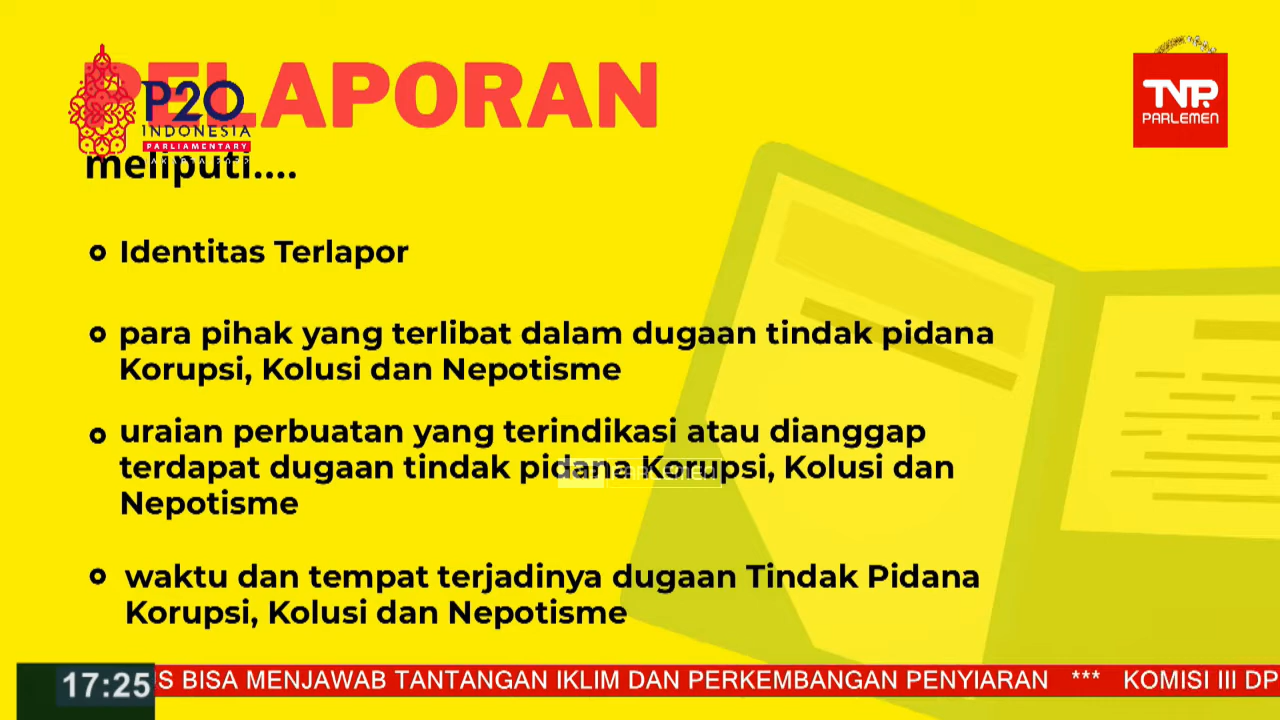 PELAPORAN
P20
INDONESIA
PARLIAMENTARY
meliputi....
TVP.
PARLEMEN
Identitas Terlapor
para pihak yang terlibat dalam dugaan tindak pidana
Korupsi, Kolusi dan Nepotisme
uraian perbuatan yang terindikasi atau dianggap
terdapat dugaan tindak pidana Korupsi, Kolusi dan
Nepotisme
PARLEMEN
waktu dan tempat terjadinya dugaan Tindak Pidana
Korupsi, Kolusi dan Nepotisme
17:25
S BISA MENJAWAB TANTANGAN IKLIM DAN PERKEMBANGAN PENYIARAN *** KOMISI III DP